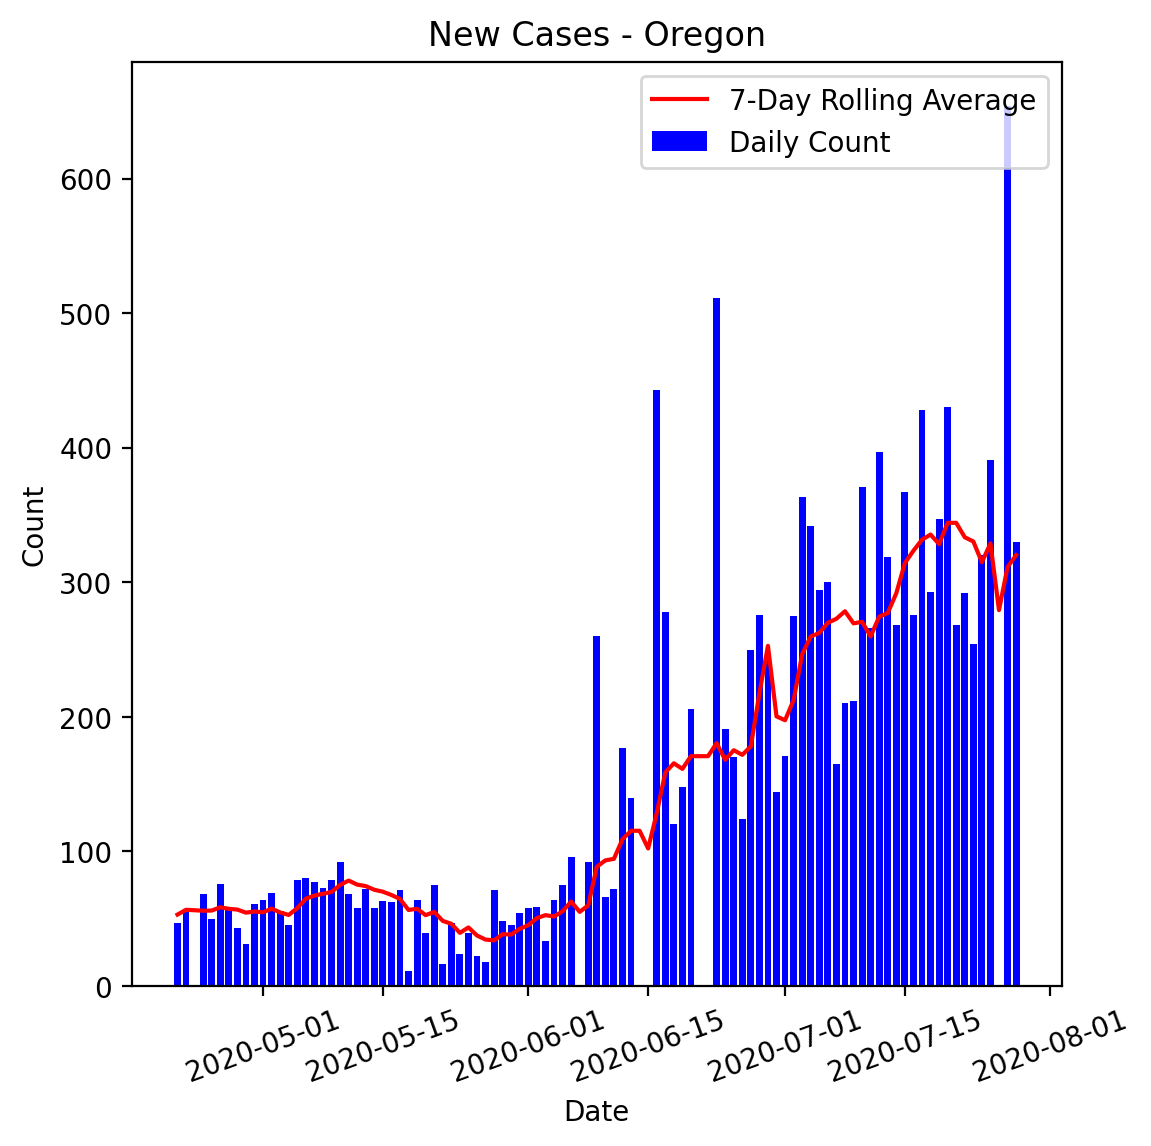 New Cases - Oregon
7-Day Rolling Average
Daily Count
600
500
400
300
200
100
0
Count
2020-05-01
2020-05-15
2020-06-01
2020-06-15
2020-07-01
2020-07-15
2020-08-01
Date